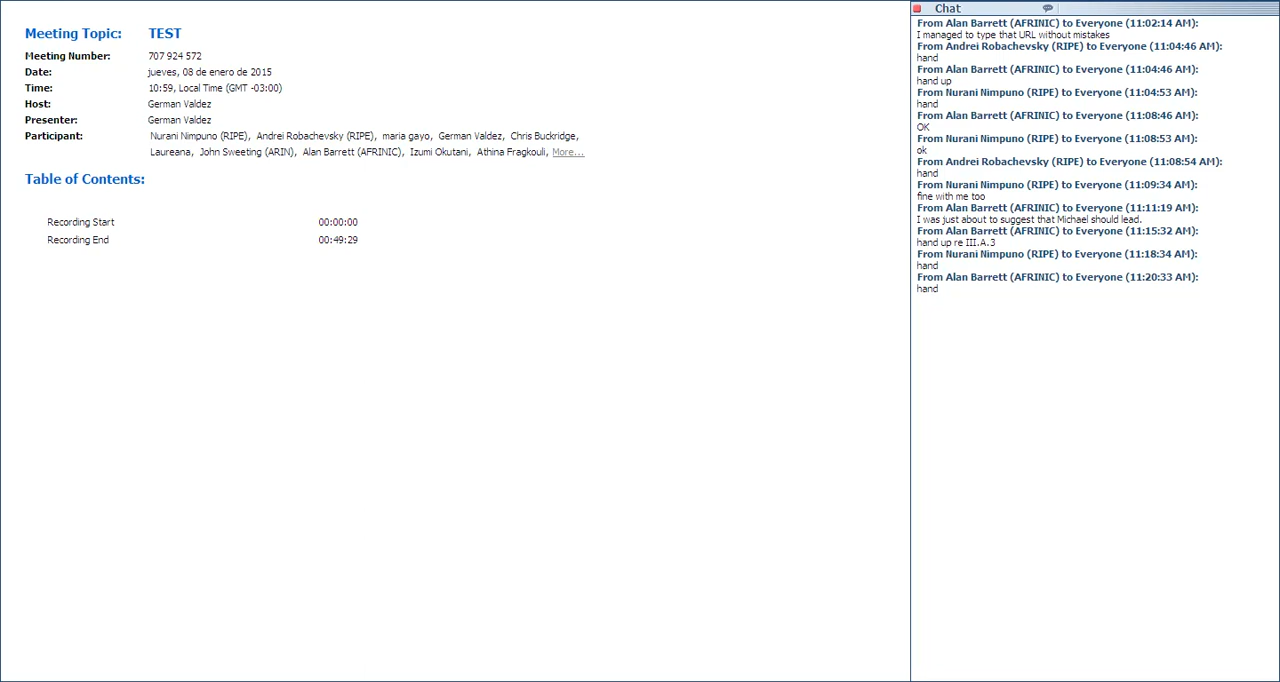 Meeting Topic: TEST
Meeting Number: 707 924 572
Date: jueves, 08 de enero de 2015
Time: 10:59, Local Time (GMT -03:00)
Host: German Valdez
Presenter: German Valdez
Participant: Nurani Nimpuno (RIPE), Andrei Robachevsky (RIPE), maria gayo, German Valdez, Chris Buckridge,
Laureana, John Sweeting (ARIN), Alan Barrett (AFRINIC), Izumi Okutani, Athina Fragkouli, More...
Table of Contents:
Recording Start 00:00:00
Recording End 00:49:29
Chat
From Alan Barrett (AFRINIC) to Everyone (11:02:14 AM):
I managed to type that URL without mistakes
From Andrei Robachevsky (RIPE) to Everyone (11:04:46 AM):
hand
From Alan Barrett (AFRINIC) to Everyone (11:04:46 AM):
hand up
From Nurani Nimpuno (RIPE) to Everyone (11:04:53 AM):
hand
From Alan Barrett (AFRINIC) to Everyone (11:08:46 AM):
OK
From Nurani Nimpuno (RIPE) to Everyone (11:08:53 AM):
ok
From Andrei Robachevsky (RIPE) to Everyone (11:08:54 AM):
hand
From Nurani Nimpuno (RIPE) to Everyone (11:09:34 AM):
fine with me too
From Alan Barrett (AFRINIC) to Everyone (11:11:19 AM):
I was just about to suggest that Michael should lead.
From Alan Barrett (AFRINIC) to Everyone (11:15:32 AM):
hand up re III.A.3
From Nurani Nimpuno (RIPE) to Everyone (11:18:34 AM):
hand
From Alan Barrett (AFRINIC) to Everyone (11:20:33 AM):
hand